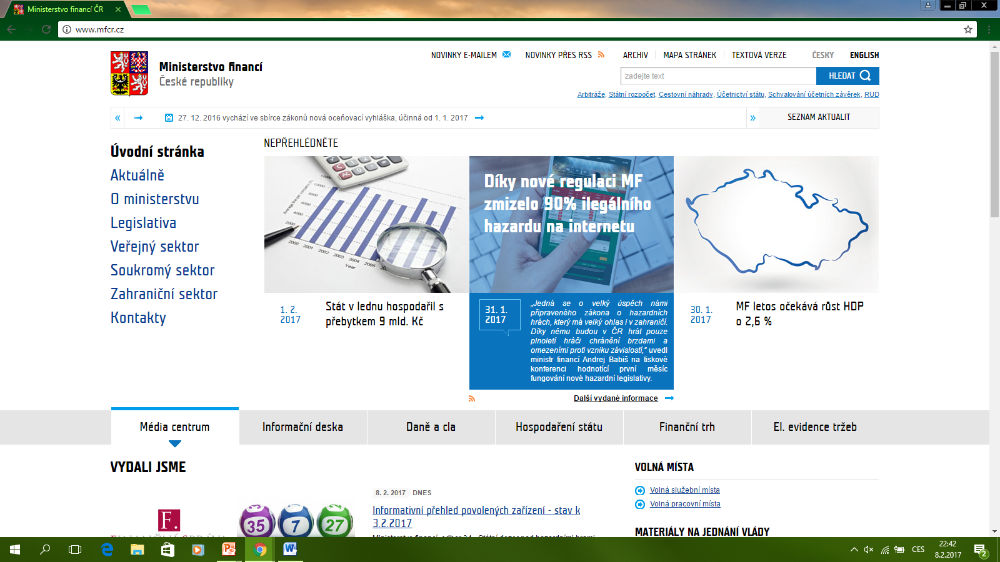 Ministerstvo financí ČR
www.mfcr.cz
Ministerstvo financí
České republiky
NOVINKY E-MAILEM
NOVINKY PŘES RSS
ARCHIV
MAPA STRÁNEK
TEXTOVÁ VERZE
ČESKY
ENGLISH
zadejte text
HLEDAT
Arbitráže, Státní rozpočet, Cestovní náhrady, Účetnictví státu, Schvalování účetních závěrek, RUD
27. 12. 2016 vychází ve sbírce zákonů nová oceňovací vyhláška, účinná od 1. 1. 2017
SEZNAM AKTUALIT
Úvodní stránka
Aktuálně
O ministerstvu
Legislativa
Veřejný sektor
Soukromý sektor
Zahraniční sektor
Kontakty
NEPŘEHLÉDNĚTE
AC
2000
2001
2002
2003
2004
Year
1. 2.
2017
Stát v lednu hospodařil s
přebytkem 9 mld. Kč
Díky nové regulaci MF
zmizelo 90% ilegálního
hazardu na internetu
31. 1.
2017
„Jedná se o velký úspěch námi
připraveného zákona o hazardních
hrách, který má velký ohlas i v zahraničí.
Díky němu budou v ČR hrát pouze
plnoletí hráči chránění brzdami a
omezeními proti vzniku závislostí,“ uvedl
ministr financí Andrej Babiš na tiskové
konferenci hodnotící první měsíc
fungování nové hazardní legislativy.
30. 1.
2017
MF letos očekává růst HDP
o 2,6 %
Další vydané informace
Média centrum
Informační deska
Daně a cla
Hospodaření státu
Finanční trh
El. evidence tržeb
VYDALI JSME
F.
35
7
27
8. 2. 2017 DNES
Informativní přehled povolených zařízení - stav k
3.2.2017
VOLNÁ MÍSTA
Volná služební místa
Volná pracovní místa
MATERIÁLY NA JEDNÁNÍ VLÁDY
CES
22:42
8.2.2017
2